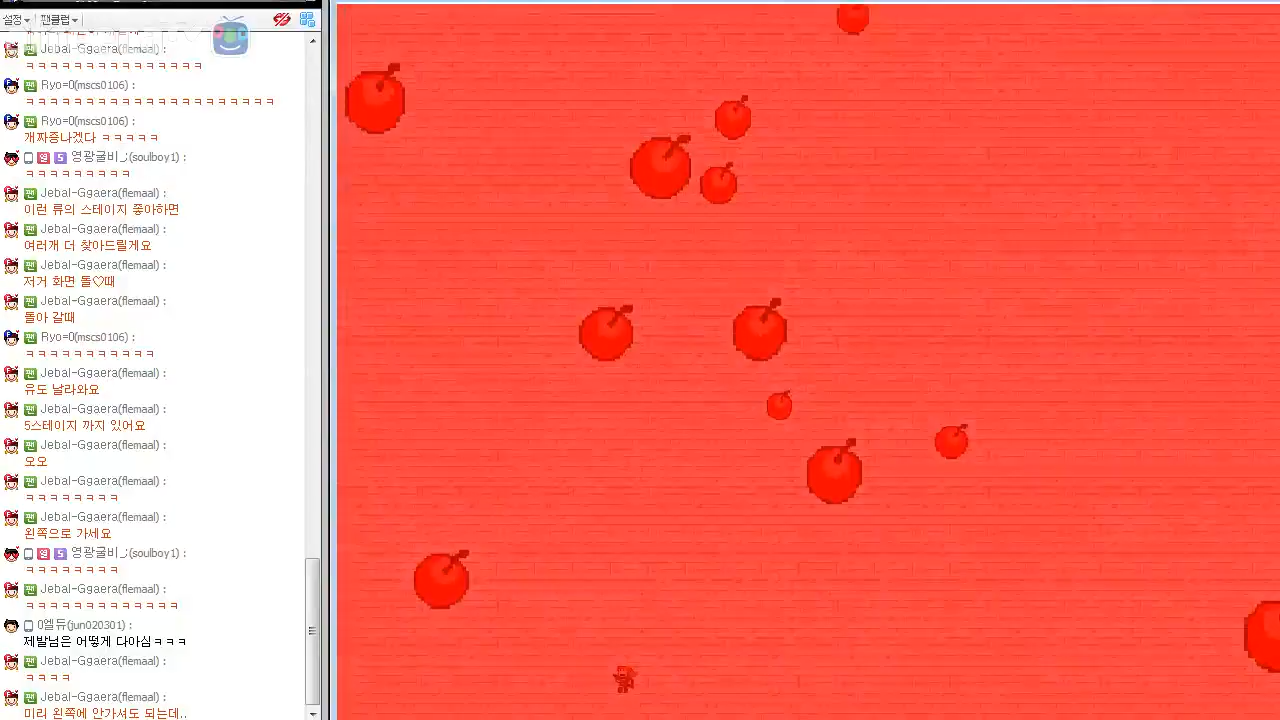 설정 팬클럽
Jebal-Ggaera(flemaal) :
ㅋㅋㅋㅋㅋㅋㅋㅋㅋㅋㅋㅋㅋㅋ
Ryo=0(mscs0106) :
ㅋㅋㅋㅋㅋㅋㅋㅋㅋㅋㅋㅋㅋㅋㅋㅋㅋㅋㅋㅋ
Ryo=0(mscs0106) :
개짜증나겠다 ㅋㅋㅋㅋㅋ
영광굴비_;(soulboy1) :
ㅋㅋㅋㅋㅋㅋㅋㅋㅋ
Jebal-Ggaera(flemaal) :
이런 류의 스테이지 좋아하면
Jebal-Ggaera(flemaal) :
여러개 더 찾아드릴게요
Jebal-Ggaera(flemaal) :
저거 화면 돌♡때
Jebal-Ggaera(flemaal) :
돌아 갈때
Ryo=0(mscs0106) :
ㅋㅋㅋㅋㅋㅋㅋㅋㅋㅋㅋ
Jebal-Ggaera(flemaal) :
유도 날라와요
Jebal-Ggaera(flemaal) :
5스테이지 까지 있어요
Jebal-Ggaera(flemaal) :
오오
Jebal-Ggaera(flemaal) :
ㅋㅋㅋㅋㅋㅋㅋㅋ
Jebal-Ggaera(flemaal) :
왼쪽으로 가세요
영광굴비_;(soulboy1) :
ㅋㅋㅋㅋㅋㅋㅋㅋ
Jebal-Ggaera(flemaal) :
ㅋㅋㅋㅋㅋㅋㅋㅋㅋㅋㅋㅋㅋ
0엘듀(jun020301) :
제발님은 어떻게 다아심ㅋㅋㅋ
Jebal-Ggaera(flemaal) :
ㅋㅋㅋㅋ
Jebal-Ggaera(flemaal) :
미리 왼쪽에 안가셔도 되는데..